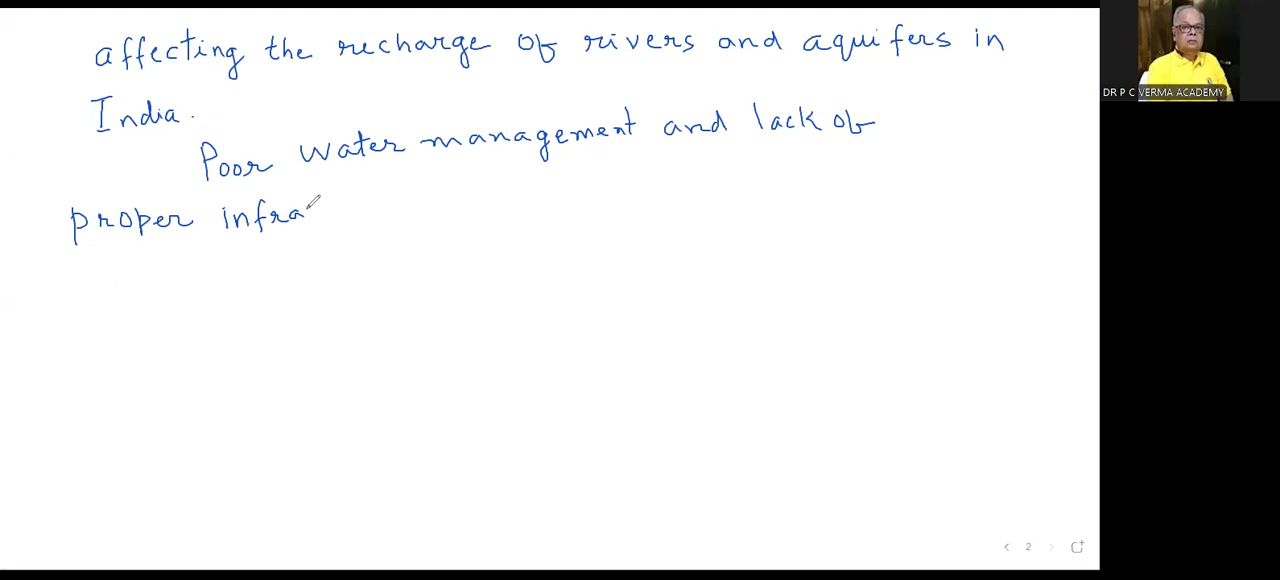 affecting the recharge of rivers and aquifers in
India.
Poor water management and lack of
proper infra
DR P C VERMA ACADEMY
2